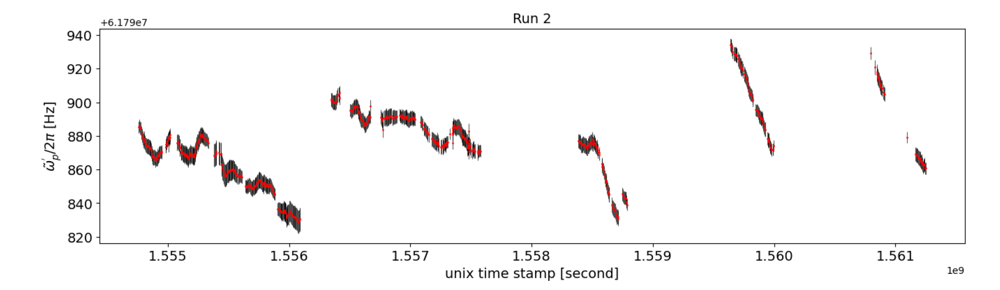 Run 2
+6.179e7
940
920
900
880
860
840
820
ω̃′p/2π [Hz]
1.555 1.556 1.557 1.558 1.559 1.560 1.561
1e9
unix time stamp [second]